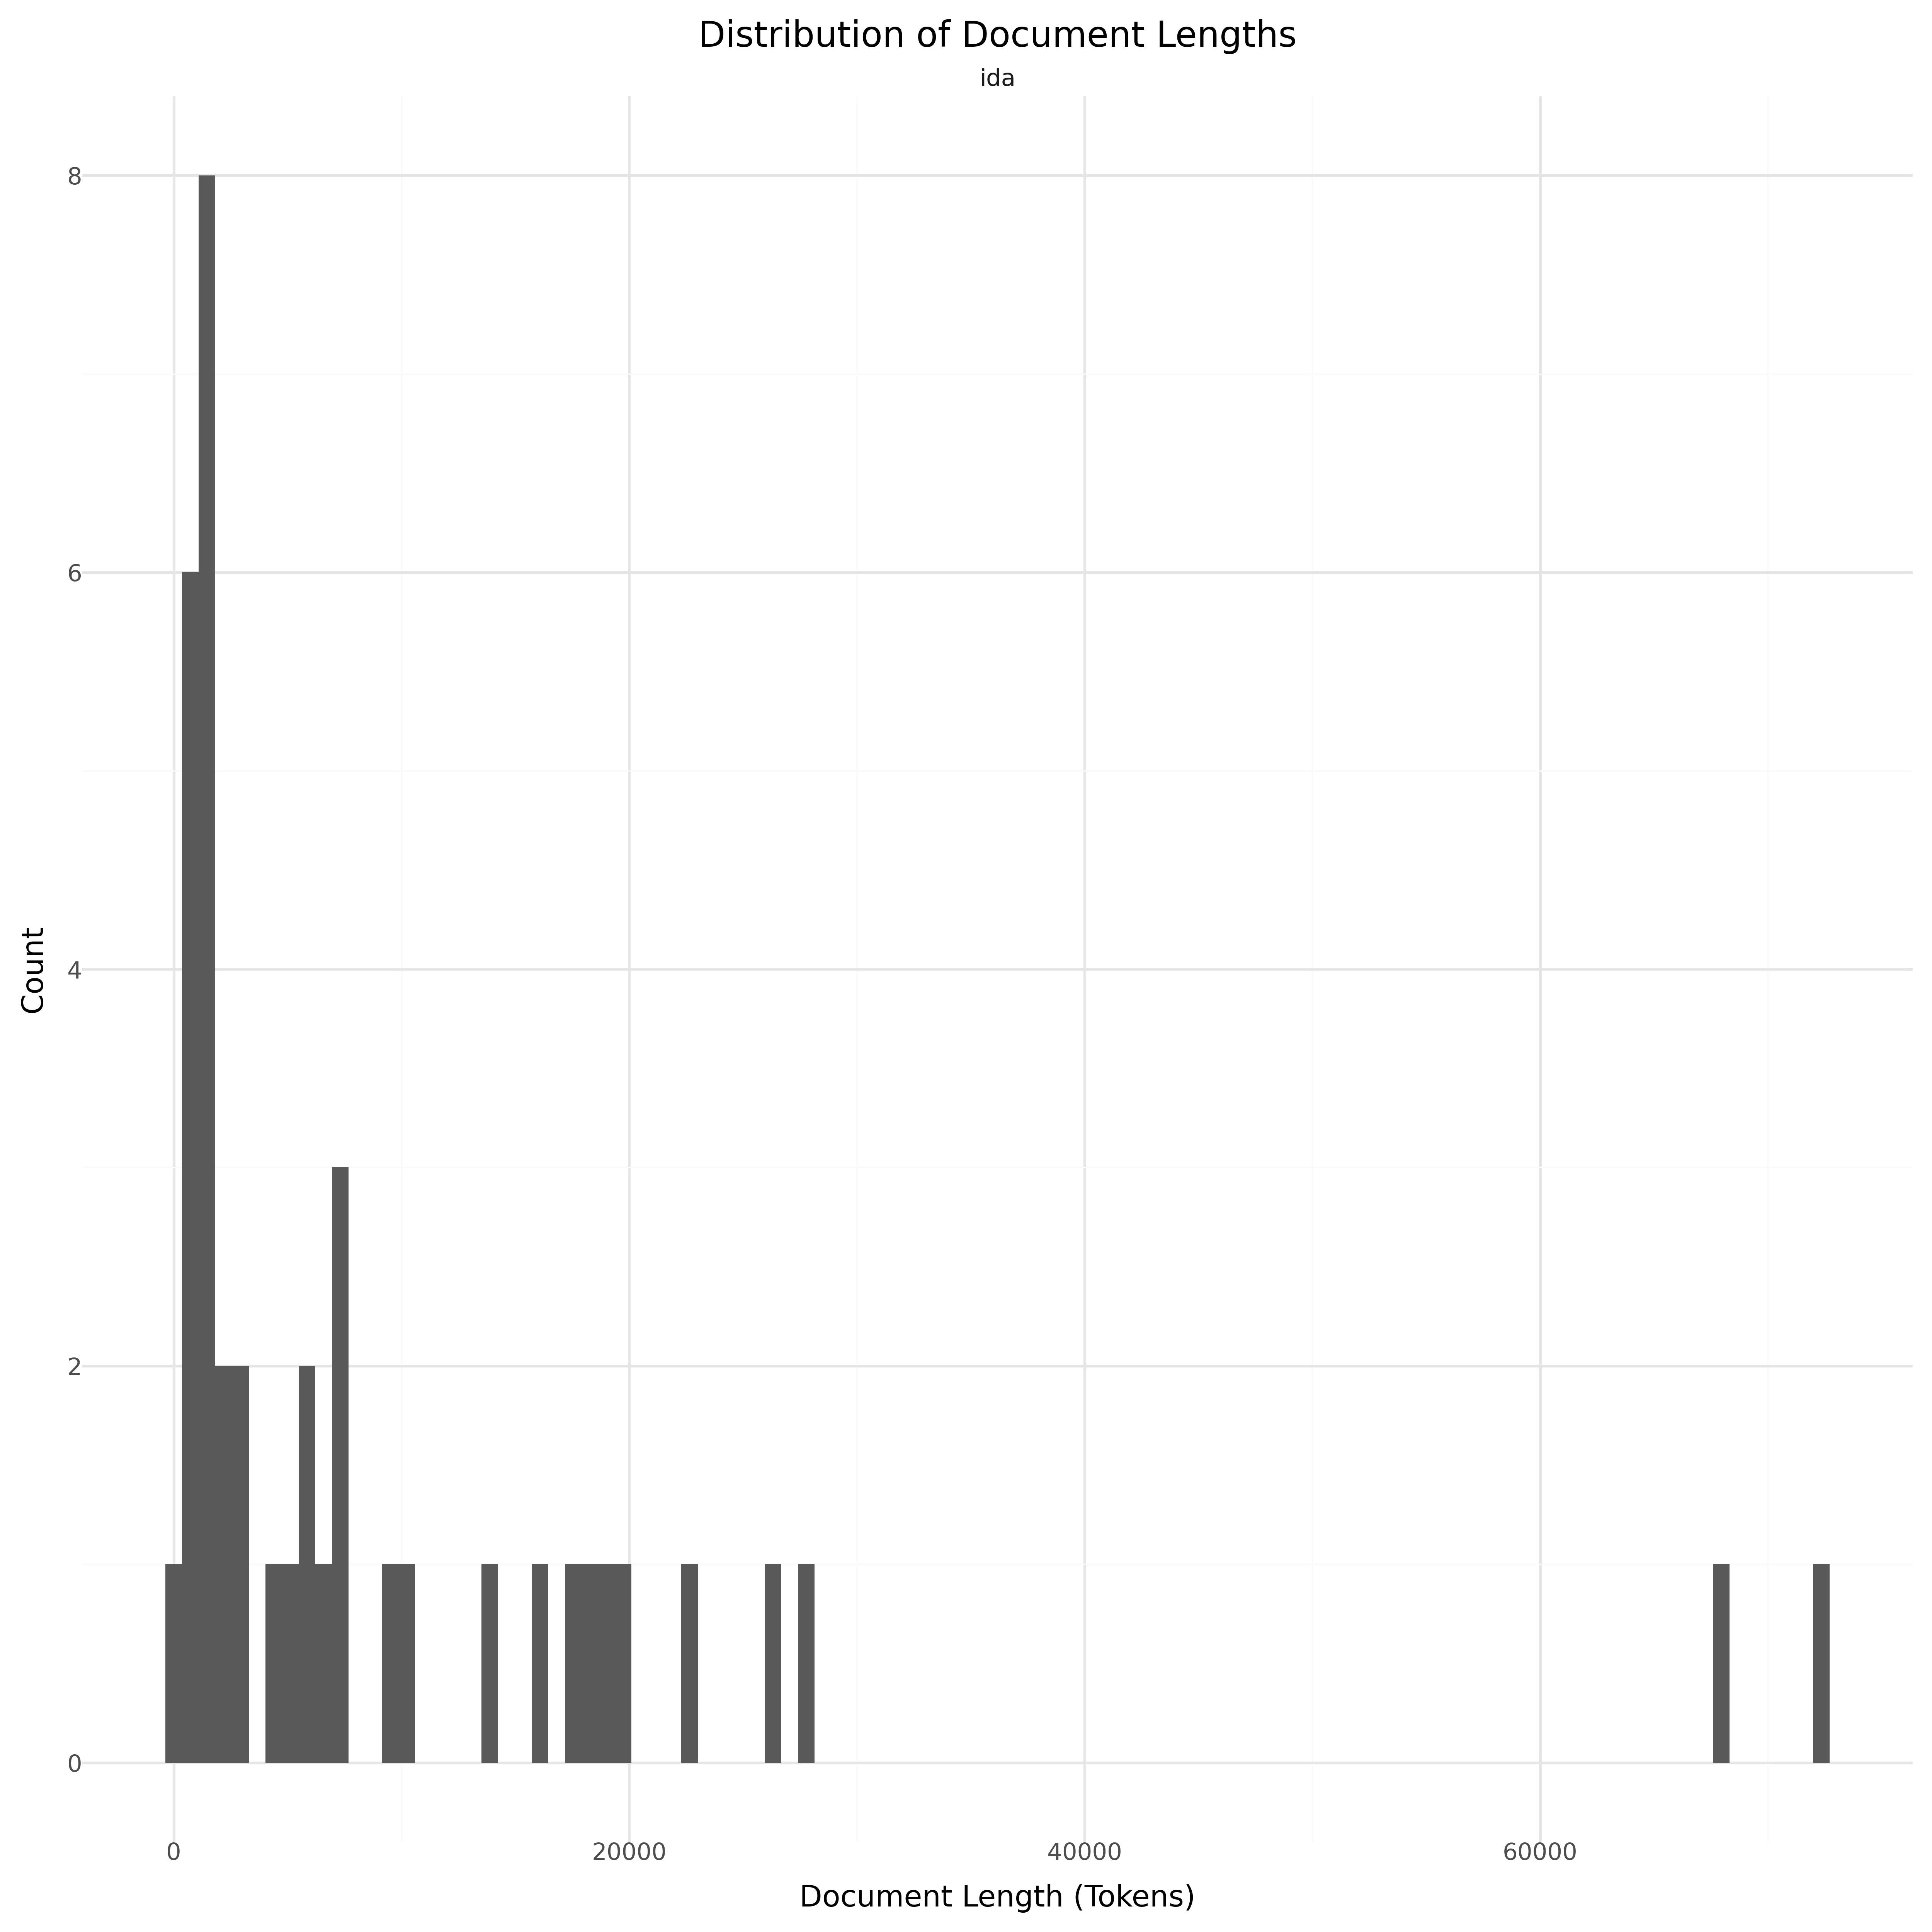 Distribution of Document Lengths
ida
8
6
4
2
0
Count
0 20000 40000 60000
Document Length (Tokens)